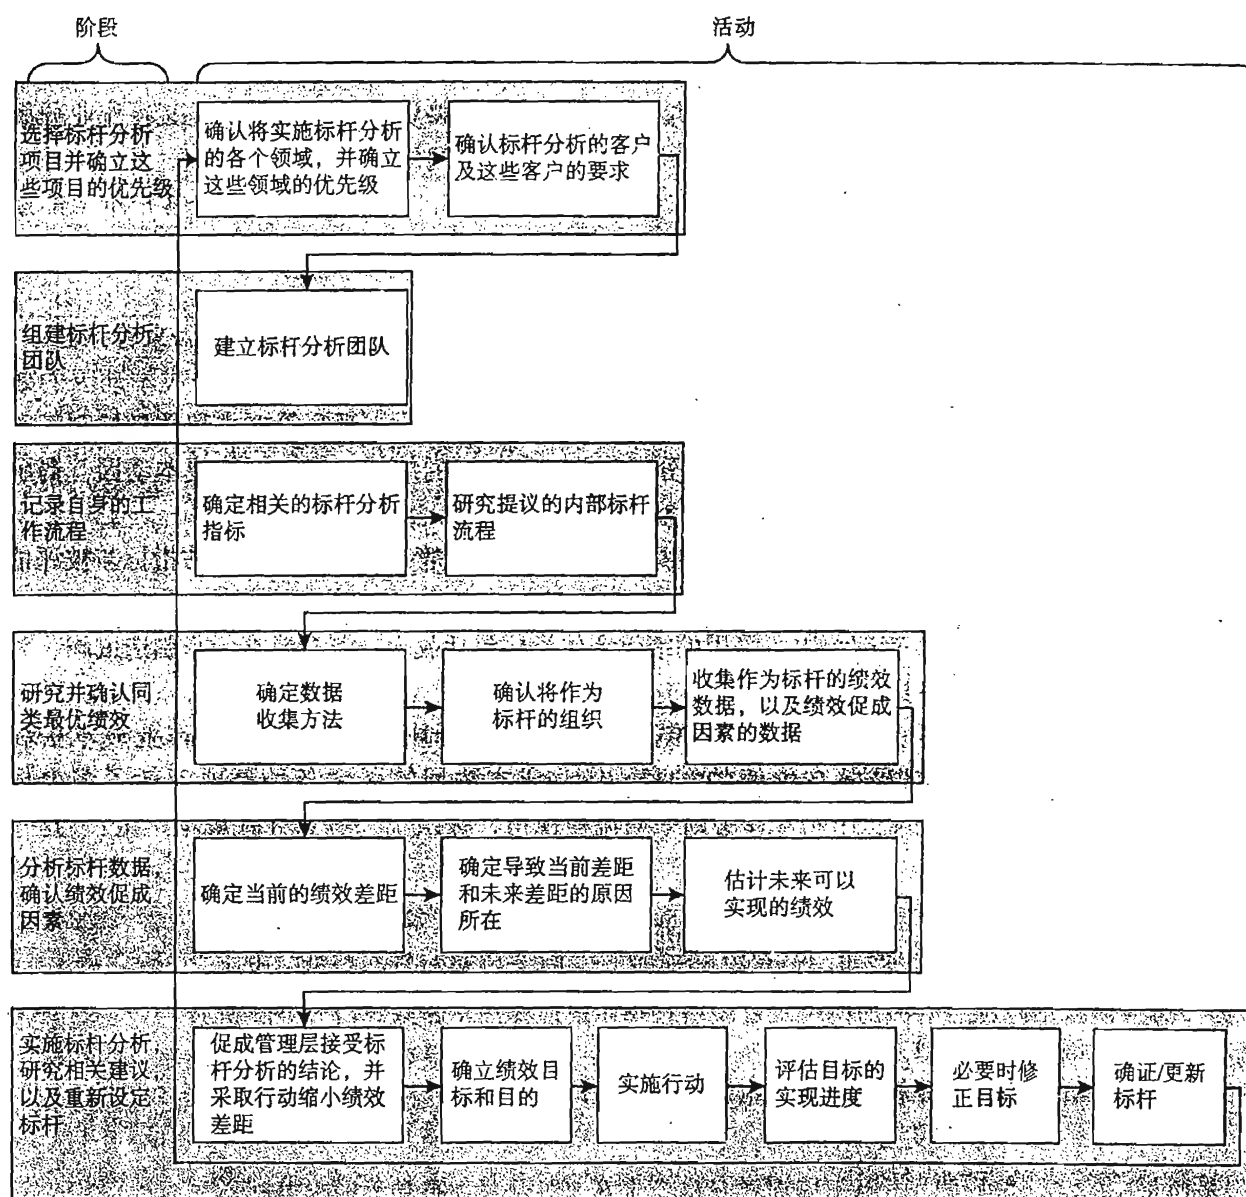 阶段
活动
选择标杆分析
项目并确立这
些项目的优先级
确认将实施标杆分析
的各个领域，并确立
这些领域的优先级
确认标杆分析的客户
及这些客户的要求
组建标杆分析
团队
建立标杆分析团队
记录自身的工
作流程
确定相关的标杆分析
指标
研究提议的内部标杆
流程
研究并确认同
类最优绩效
确定数据
收集方法
确认将作为
标杆的组织
收集作为标杆的绩效
数据，以及绩效促成
因素的数据
分析标杆数据，
确认绩效促成
因素
确定当前的绩效差距
确定导致当前差距
和未来差距的原因
所在
估计未来可以
实现的绩效
实施标杆分析，
研究相关建议，
以及重新设定
标杆
促成管理层接受标
杆分析的结论，并
采取行动缩小绩效
差距
确立绩效目
标和目的
实施行动
评估目标的
实现进度
必要时修
正目标
确证/更新
标杆